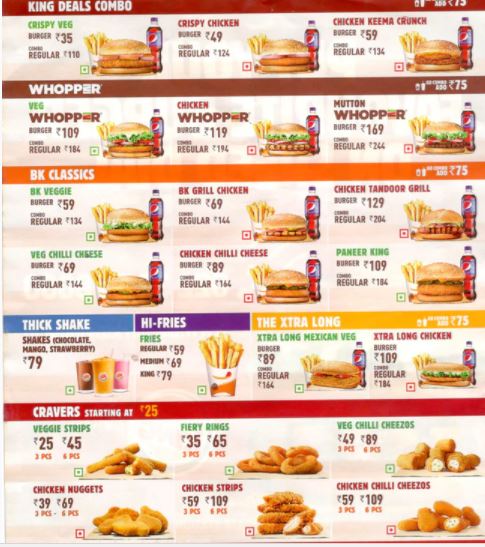 KING DEALS COMBO
ADD ₹75
CRISPY VEG
BURGER ₹35
COMBO
REGULAR ₹110
CRISPY CHICKEN
BURGER ₹49
COMBO
REGULAR ₹124
CHICKEN KEEMA CRUNCH
BURGER ₹59
COMBO
REGULAR ₹134
WHOPPER
GO COMBO ADD ₹75
VEG
WHOPPER
BURGER ₹109
COMBO
REGULAR ₹184
CHICKEN
WHOPPER
BURGER ₹119
COMBO
REGULAR ₹194
MUTTON
WHOPPER
BURGER ₹169
COMBO
REGULAR ₹244
BK CLASSICS
GO COMBO ADD ₹75
BK VEGGIE
BURGER ₹59
COMBO
REGULAR ₹134
BK GRILL CHICKEN
BURGER ₹69
COMBO
REGULAR ₹144
CHICKEN TANDOOR GRILL
BURGER ₹129
COMBO
REGULAR ₹204
VEG CHILLI CHEESE
BURGER ₹69
COMBO
REGULAR ₹144
CHICKEN CHILLI CHEESE
BURGER ₹89
COMBO
REGULAR ₹164
PANEER KING
BURGER ₹109
COMBO
REGULAR ₹184
THICK SHAKE
SHAKES (CHOCOLATE,
MANGO, STRAWBERRY)
₹79
HI-FRIES
FRIES
REGULAR ₹59
MEDIUM ₹69
KING ₹79
THE XTRA LONG
GO COMBO ADD ₹75
XTRA LONG MEXICAN VEG
BURGER
₹89
COMBO
REGULAR
₹164
XTRA LONG CHICKEN
BURGER
₹109
COMBO
REGULAR
₹184
CRAVERS STARTING AT ₹25
VEGGIE STRIPS
₹25 ₹45
3 PCS 6 PCS
FIERY RINGS
₹35 ₹65
3 PCS 6 PCS
VEG CHILLI CHEEZOS
₹49 ₹89
3 PCS 6 PCS
CHICKEN NUGGETS
₹39 ₹69
3 PCS - 6 PCS
CHICKEN STRIPS
₹59 ₹109
3 PCS 6 PCS
CHICKEN CHILLI CHEEZOS
₹59 ₹109
3 PCS 6 PCS